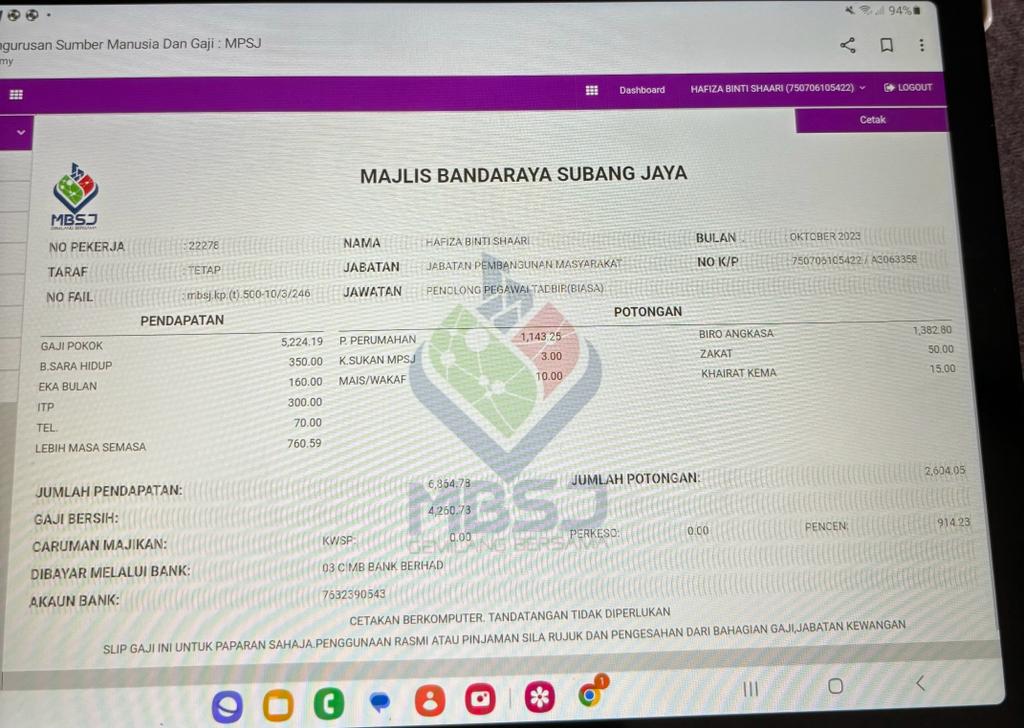 94%
ngurusan Sumber Manusia Dan Gaji : MPSJ
my
Dashboard HAFIZA BINTI SHAARI (750706105422) LOGOUT
Cetak
MBSJ
MAJLIS BANDARAYA SUBANG JAYA
NO PEKERJA : 22278 NAMA : HAFIZA BINTI SHAARI BULAN : OKTOBER 2023
TARAF : TETAP JABATAN : JABATAN PEMBANGUNAN MASYARAKAT NO K/P : 750706105422 / A3063358
NO FAIL : mbsj.kp.(t).500-10/3/246 JAWATAN : PENOLONG PEGAWAI TADBIR(BIASA)
PENDAPATAN POTONGAN
GAJI POKOK 5,224.19 P. PERUMAHAN 1,143.25 BIRO ANGKASA 1,382.80
B.SARA HIDUP 350.00 K.SUKAN MPSJ 3.00 ZAKAT 50.00
EKA BULAN 160.00 MAIS/WAKAF 10.00 KHAIRAT KEMA 15.00
ITP 300.00
TEL. 70.00
LEBIH MASA SEMASA 760.59
JUMLAH PENDAPATAN: 6,864.78 JUMLAH POTONGAN: 2,604.05
GAJI BERSIH: 4,260.73
CARUMAN MAJIKAN: KWSP: 0.00 PERKESO: 0.00 PENCEN: 914.23
MBSJ
GEMILANG BERSAMA
DIBAYAR MELALUI BANK: 03 CIMB BANK BERHAD
AKAUN BANK: 7632390543
CETAKAN BERKOMPUTER. TANDATANGAN TIDAK DIPERLUKAN
SLIP GAJI INI UNTUK PAPARAN SAHAJA.PENGGUNAAN RASMI ATAU PINJAMAN SILA RUJUK DAN PENGESAHAN DARI BAHAGIAN GAJI,JABATAN KEWANGAN
1